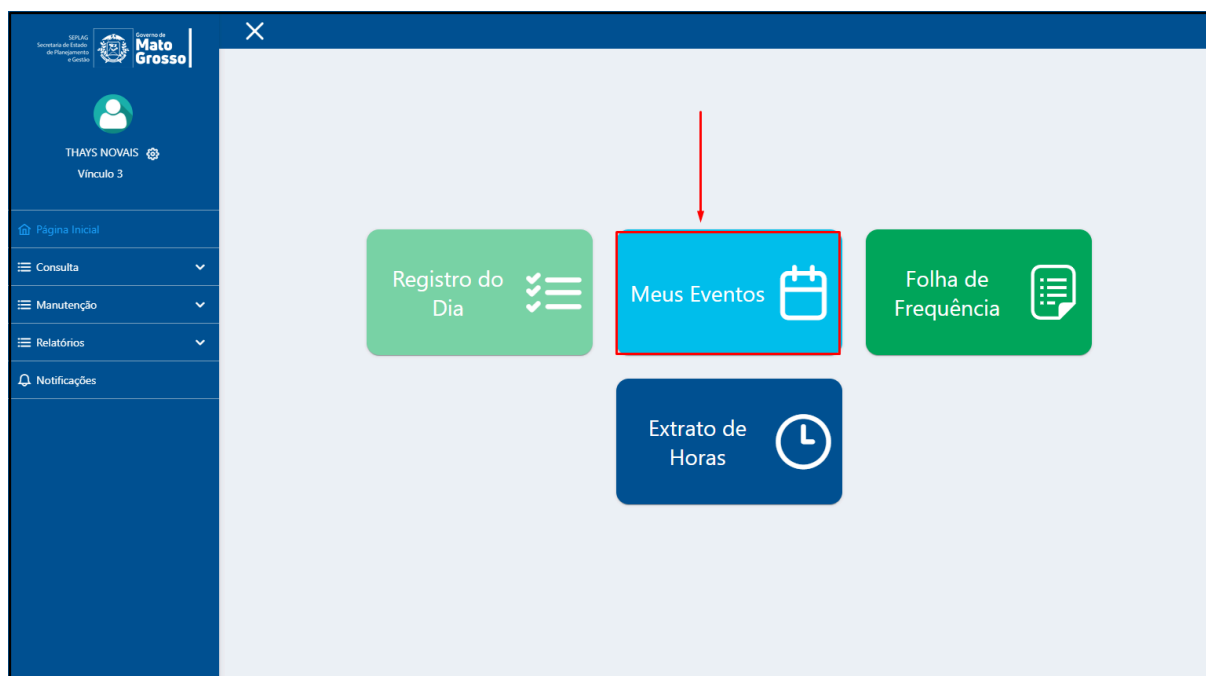 SEPLAG
Secretaria de Estado
de Planejamento
e Gestão
Governo de
Mato
Grosso
THAYS NOVAIS
Vínculo 3
Página Inicial
Consulta
Manutenção
Relatórios
Notificações
Registro do
Dia
Meus Eventos
Folha de
Frequência
Extrato de
Horas